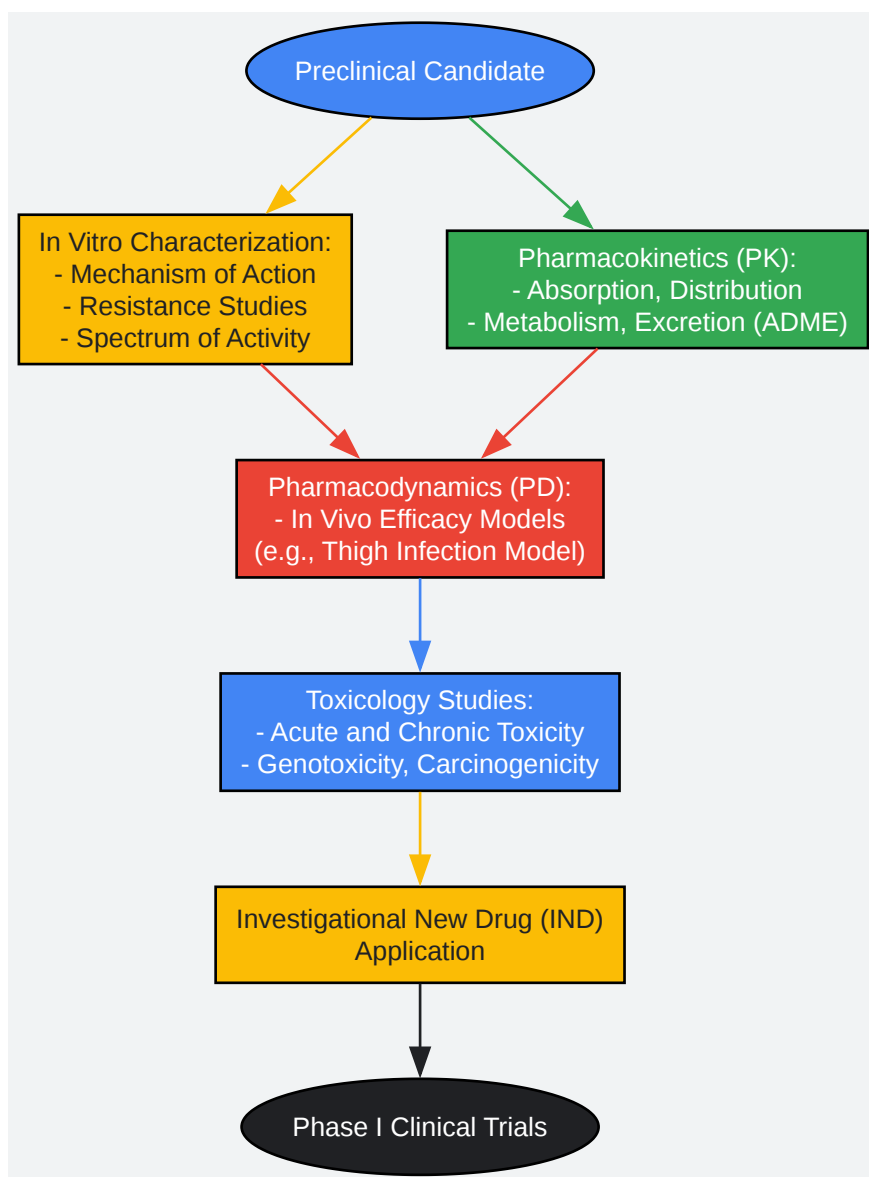 Preclinical Candidate
In Vitro Characterization:
- Mechanism of Action
- Resistance Studies
- Spectrum of Activity
Pharmacokinetics (PK):
- Absorption, Distribution
- Metabolism, Excretion (ADME)
Pharmacodynamics (PD):
- In Vivo Efficacy Models
(e.g., Thigh Infection Model)
Toxicology Studies:
- Acute and Chronic Toxicity
- Genotoxicity, Carcinogenicity
Investigational New Drug (IND)
Application
Phase I Clinical Trials